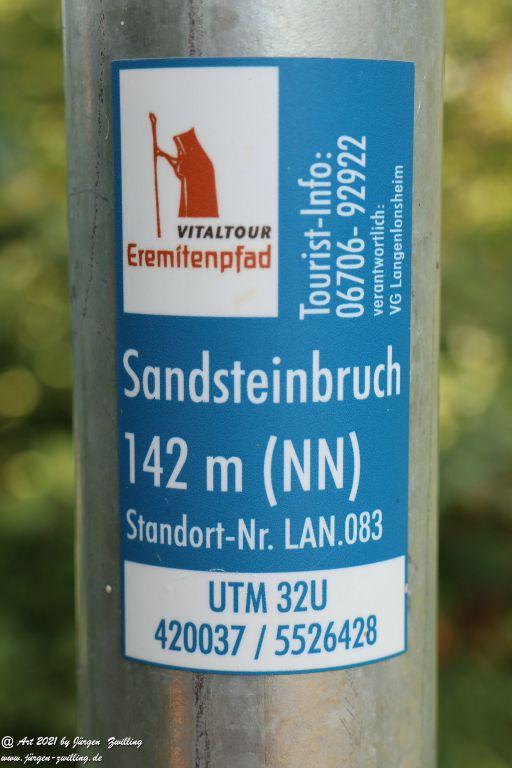 VITALTOUR
Eremitenpfad
Tourist-Info:
06706- 92922
verantwortlich:
VG Langenlonsheim
Sandsteinbruch
142 m (NN)
Standort-Nr. LAN.083
UTM 32U
420037 / 5526428
@ Art 2021 by Jürgen Zwilling
www.jürgen-zwilling.de